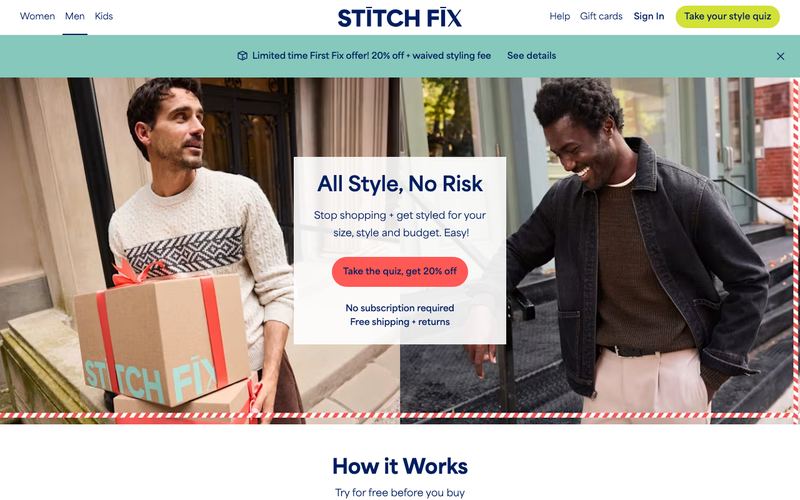 Women Men Kids
STITCH FIX
Help Gift cards Sign In Take your style quiz
Limited time First Fix offer! 20% off + waived styling fee See details
All Style, No Risk
Stop shopping + get styled for your
size, style and budget. Easy!
Take the quiz, get 20% off
No subscription required
Free shipping + returns
STITCH FIX
How it Works
Try for free before you buy